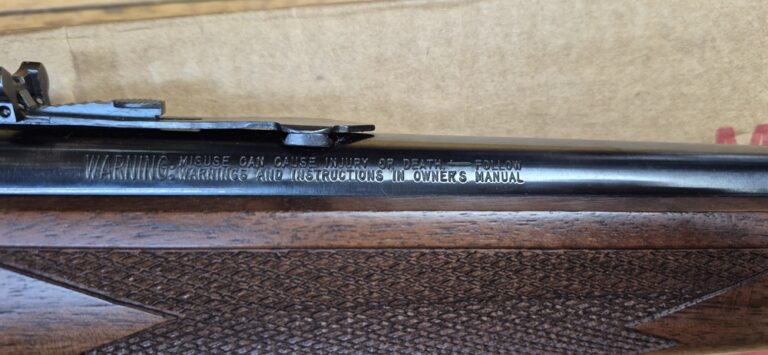 WARNING: MISUSE CAN CAUSE INJURY OR DEATH — FOLLOW
WARNINGS AND INSTRUCTIONS IN OWNER'S MANUAL
M